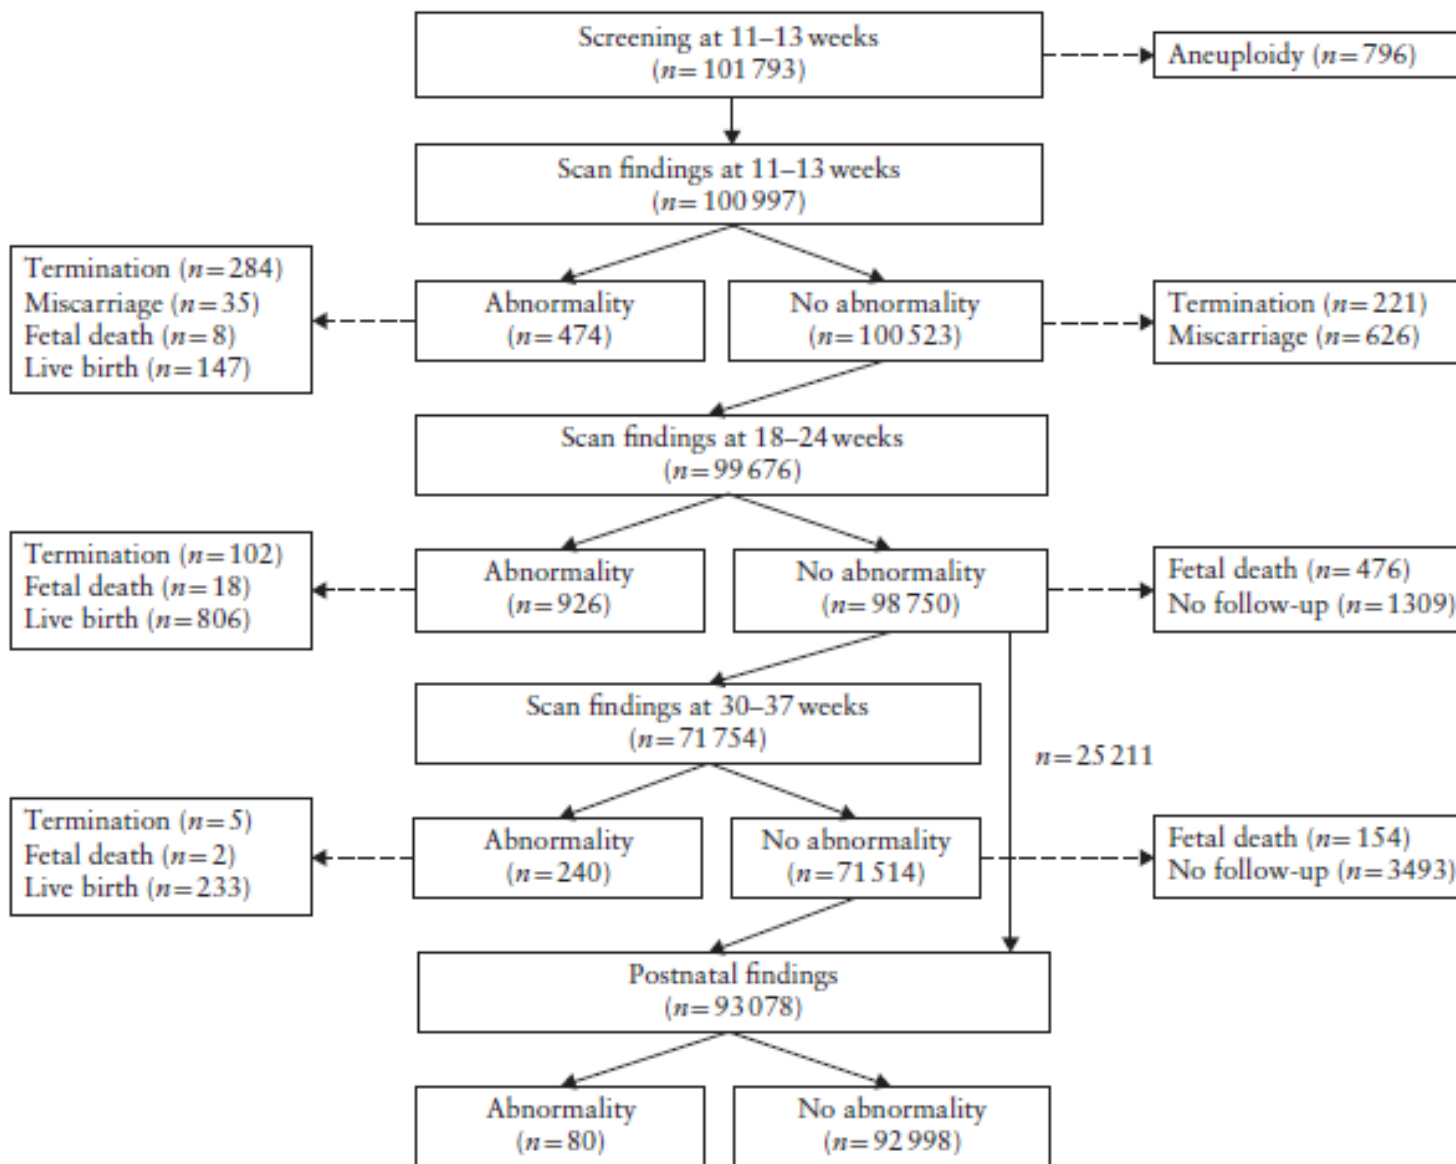 Screening at 11–13 weeks
(n=101 793)
Aneuploidy (n=796)
Scan findings at 11–13 weeks
(n=100 997)
Termination (n=284)
Miscarriage (n=35)
Fetal death (n=8)
Live birth (n=147)
Abnormality
(n=474)
No abnormality
(n=100 523)
Termination (n=221)
Miscarriage (n=626)
Scan findings at 18–24 weeks
(n=99 676)
Termination (n=102)
Fetal death (n=18)
Live birth (n=806)
Abnormality
(n=926)
No abnormality
(n=98 750)
Fetal death (n=476)
No follow-up (n=1309)
Scan findings at 30–37 weeks
(n=71 754)
n=25 211
Termination (n=5)
Fetal death (n=2)
Live birth (n=233)
Abnormality
(n=240)
No abnormality
(n=71 514)
Fetal death (n=154)
No follow-up (n=3493)
Postnatal findings
(n=93 078)
Abnormality
(n=80)
No abnormality
(n=92 998)